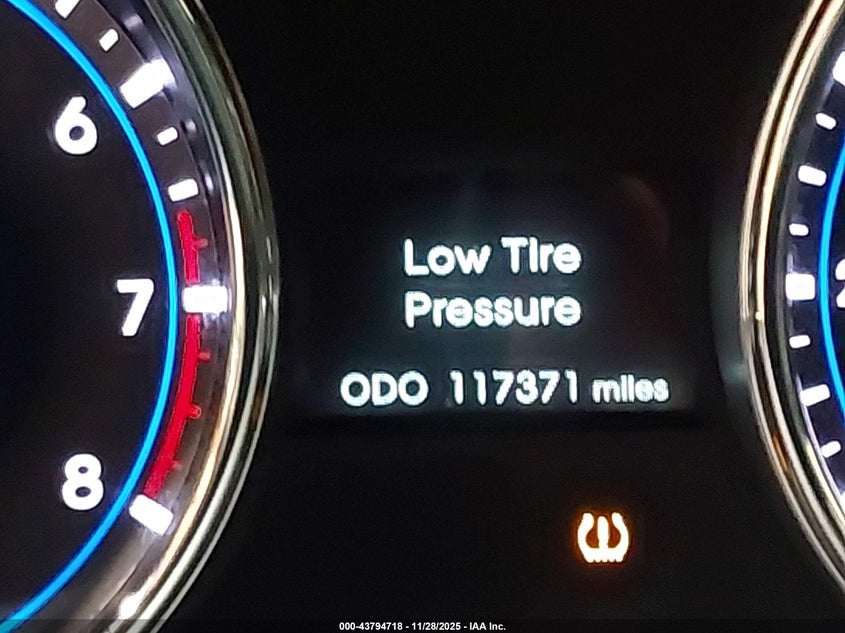 6
7
8
Low Tire
Pressure
ODO 117371 miles
000-43794718 - 11/28/2025 - IAA Inc.